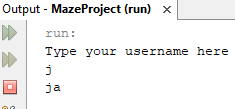 Output - MazeProject (run) ×
run:
Type your username here
j
ja